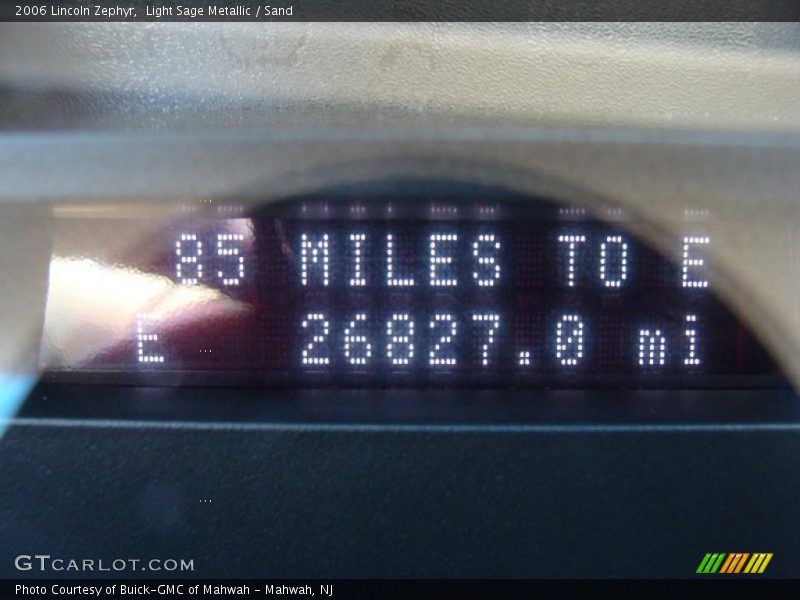 2006 Lincoln Zephyr,  Light Sage Metallic / Sand
85 MILES TO E
E 26827.0 mi
GTCARLOT.COM
Photo Courtesy of Buick-GMC of Mahwah - Mahwah, NJ